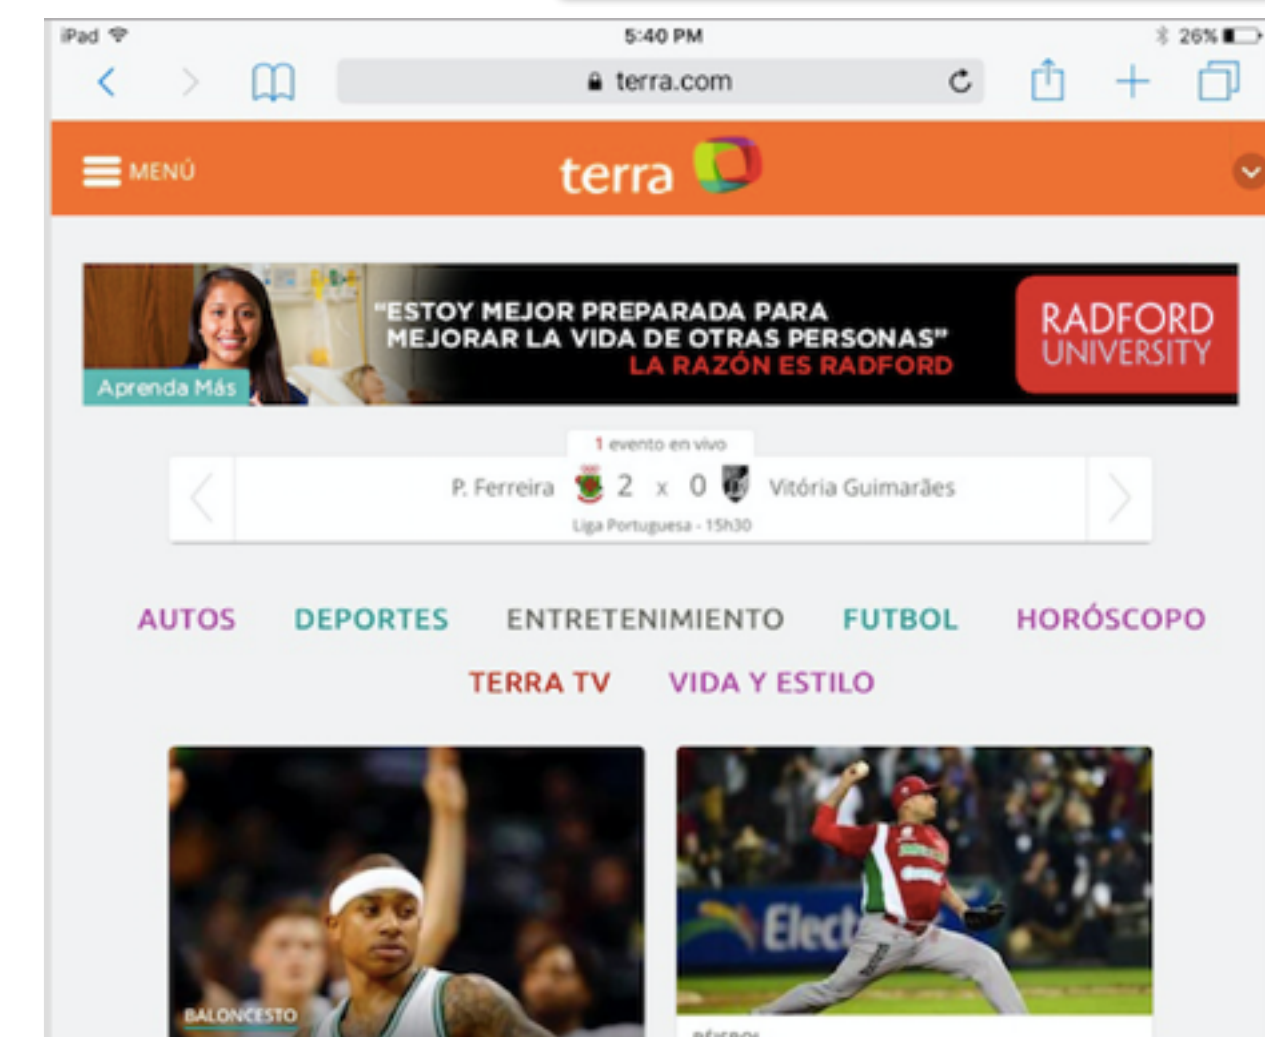 iPad
5:40 PM
26%
terra.com
MENÚ
terra
"ESTOY MEJOR PREPARADA PARA
MEJORAR LA VIDA DE OTRAS PERSONAS"
LA RAZÓN ES RADFORD
RADFORD
UNIVERSITY
Aprenda Más
1 evento en vivo
P. Ferreira 2 x 0 Vitória Guimarães
Liga Portuguesa - 15h30
AUTOS DEPORTES ENTRETENIMIENTO FUTBOL HORÓSCOPO
TERRA TV VIDA Y ESTILO
Elect
BALONCESTO